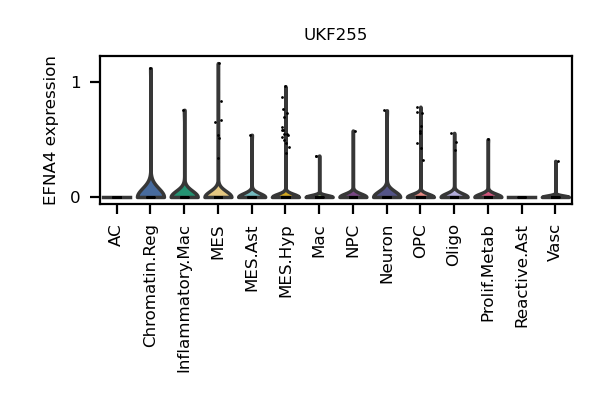 UKF255
EFNA4 expression
1
0
AC
Chromatin.Reg
Inflammatory.Mac
MES
MES.Ast
MES.Hyp
Mac
NPC
Neuron
OPC
Oligo
Prolif.Metab
Reactive.Ast
Vasc